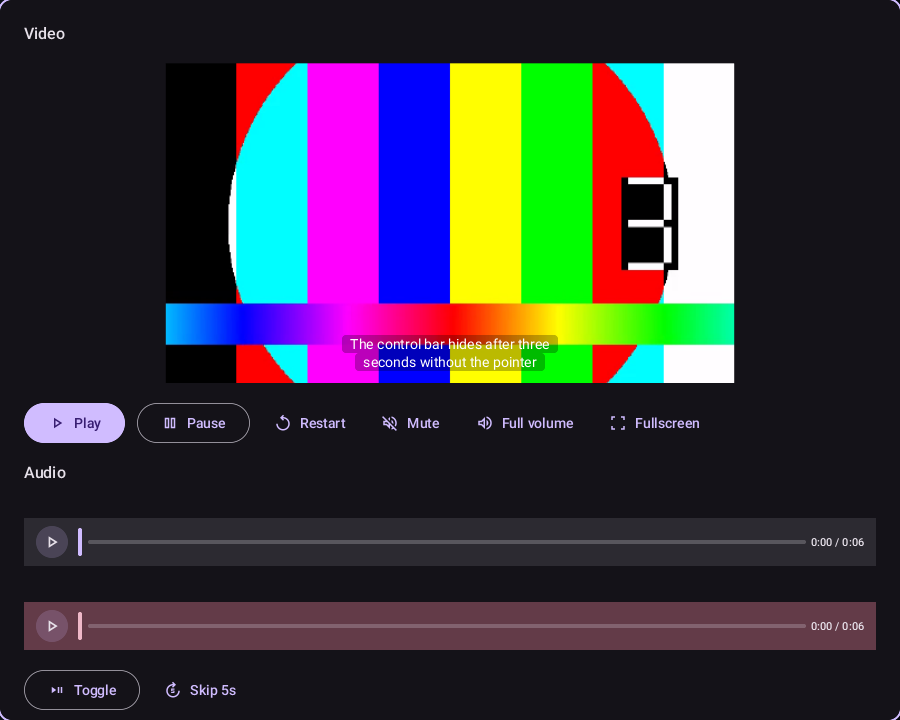 Video
3
The control bar hides after three
seconds without the pointer
Play
Pause
Restart
Mute
Full volume
Fullscreen
Audio
0:00 / 0:06
0:00 / 0:06
Toggle
5
Skip 5s